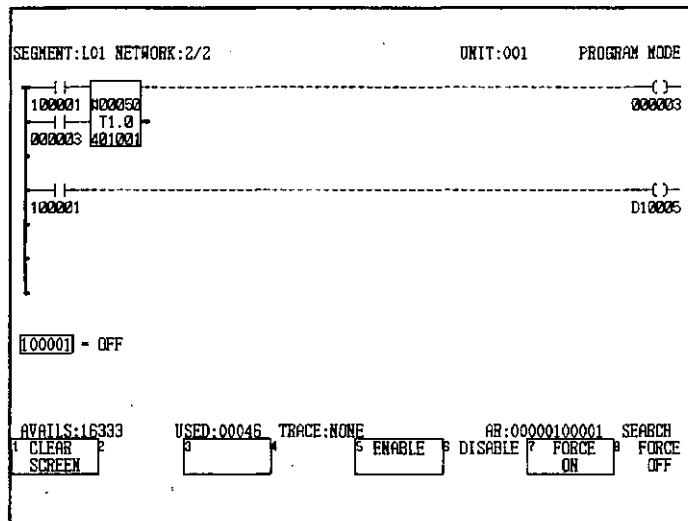 SEGMENT:L01 NETWORK:2/2 UNIT:001 PROGRAM MODE
100001 #00050 000003
T1.0
000003 401001
100001 D10005
100001 = OFF
AVAILS:16333 USED:00046 TRACE:NONE AR:00000100001 SEARCH
1 CLEAR 2 3 4 5 ENABLE 6 DISABLE 7 FORCE 8 FORCE
SCREEN ON OFF